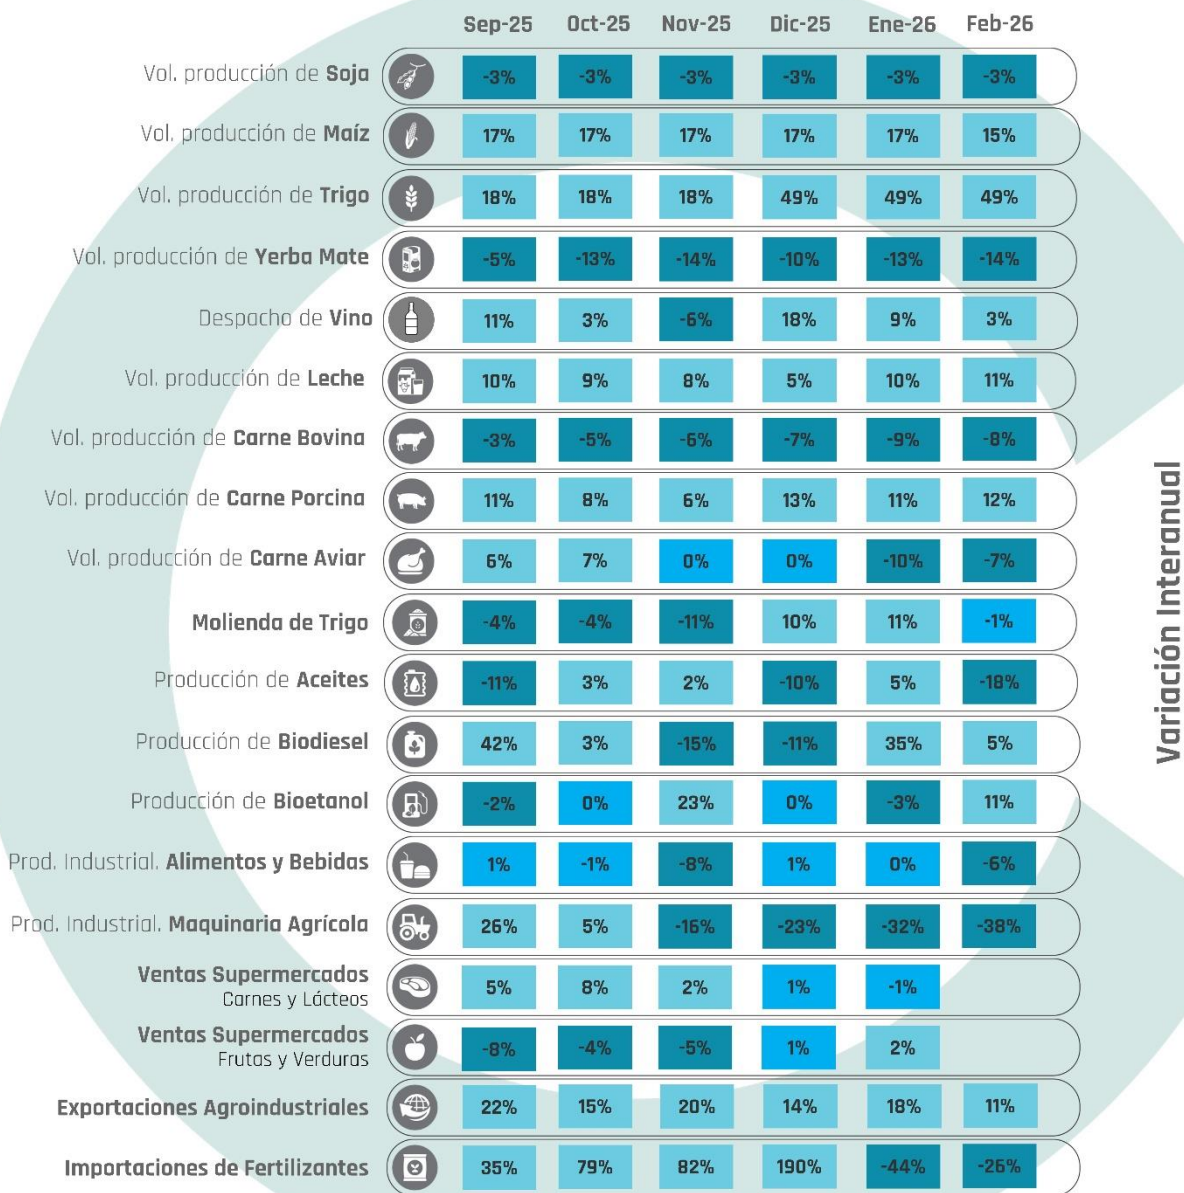 Sep-25 Oct-25 Nov-25 Dic-25 Ene-26 Feb-26
Vol. producción de Soja -3% -3% -3% -3% -3% -3%
Vol. producción de Maíz 17% 17% 17% 17% 17% 15%
Vol. producción de Trigo 18% 18% 18% 49% 49% 49%
Vol. producción de Yerba Mate -5% -13% -14% -10% -13% -14%
Despacho de Vino 11% 3% -6% 18% 9% 3%
Vol. producción de Leche 10% 9% 8% 5% 10% 11%
Vol. producción de Carne Bovina -3% -5% -6% -7% -9% -8%
Vol. producción de Carne Porcina 11% 8% 6% 13% 11% 12%
Vol. producción de Carne Aviar 6% 7% 0% 0% -10% -7%
Molienda de Trigo -4% -4% -11% 10% 11% -1%
Producción de Aceites -11% 3% 2% -10% 5% -18%
Producción de Biodiesel 42% 3% -15% -11% 35% 5%
Producción de Bioetanol -2% 0% 23% 0% -3% 11%
Prod. Industrial. Alimentos y Bebidas 1% -1% -8% 1% 0% -6%
Prod. Industrial. Maquinaria Agrícola 26% 5% -16% -23% -32% -38%
Ventas Supermercados
Carnes y Lácteos 5% 8% 2% 1% -1%
Ventas Supermercados
Frutas y Verduras -8% -4% -5% 1% 2%
Exportaciones Agroindustriales 22% 15% 20% 14% 18% 11%
Importaciones de Fertilizantes 35% 79% 82% 190% -44% -26%
Variación Interanual